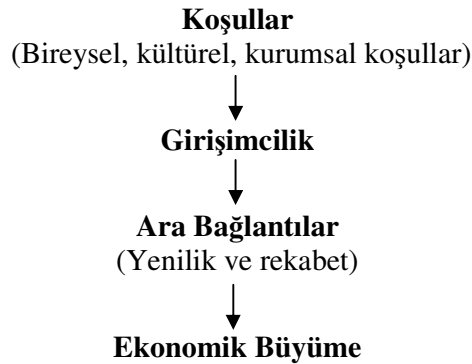 Koşullar
(Bireysel, kültürel, kurumsal koşullar)
Girişimcilik
Ara Bağlantılar
(Yenilik ve rekabet)
Ekonomik Büyüme